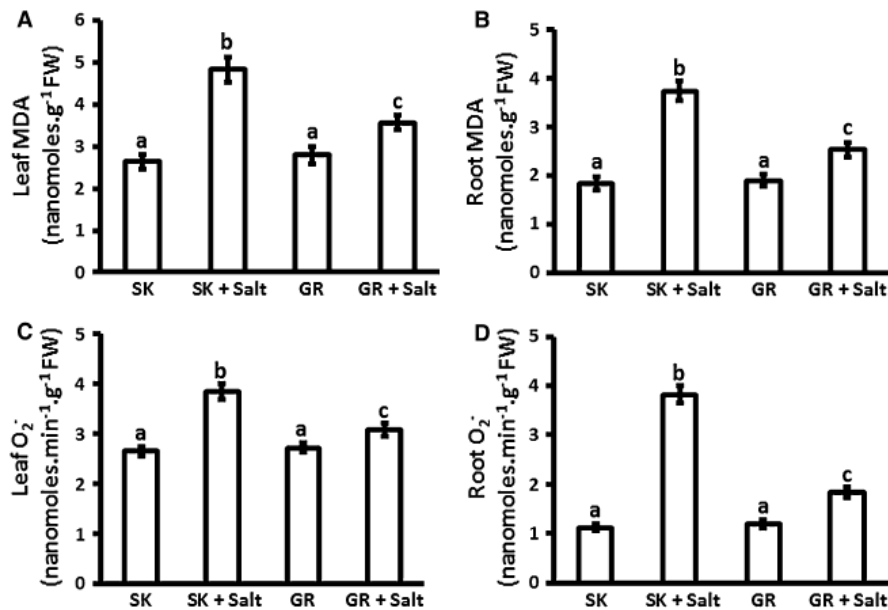 A
Leaf MDA
(nanomoles.g⁻¹FW)
6
5
4
3
2
1
0
a
b
a
c
SK
SK + Salt
GR
GR + Salt
B
Root MDA
(nanomoles.g⁻¹FW)
5
4
3
2
1
0
a
b
a
c
SK
SK + Salt
GR
GR + Salt
C
Leaf O₂⁻
(nanomoles.min⁻¹.g⁻¹FW)
5
4
3
2
1
0
a
b
a
c
SK
SK + Salt
GR
GR + Salt
D
Root O₂⁻
(nanomoles.min⁻¹.g⁻¹FW)
5
4
3
2
1
0
a
b
a
c
SK
SK + Salt
GR
GR + Salt